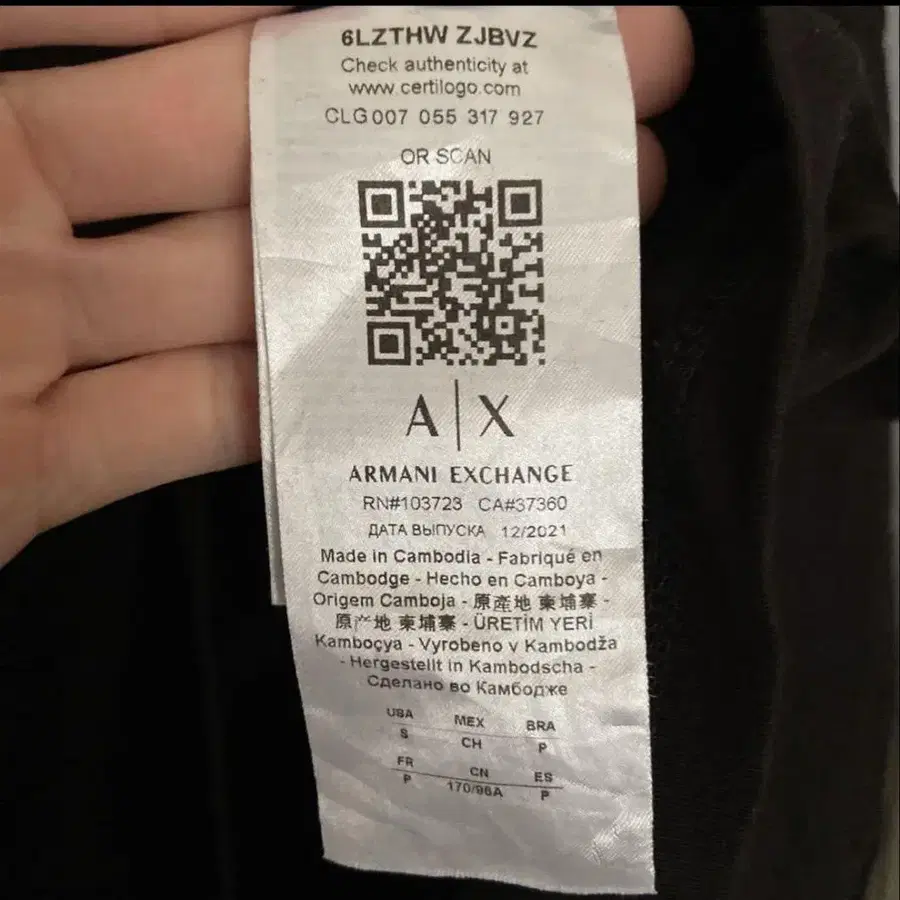 6LZTHW ZJBVZ
Check authenticity at
www.certilogo.com
CLG007 055 317 927
OR SCAN
A|X
ARMANI EXCHANGE
RN#103723 CA#37360
ДАТА ВЫПУСКА 12/2021
Made in Cambodia - Fabriqué en
Cambodge - Hecho en Camboya -
Origem Camboja - 原產地 柬埔寨 -
原产地 柬埔寨 - ÜRETİM YERİ
Kamboçya - Vyrobeno v Kambodža
- Hergestellt in Kambodscha -
Сделано во Камбодже
USA MEX BRA
S CH P
FR CN ES
P 170/96A P